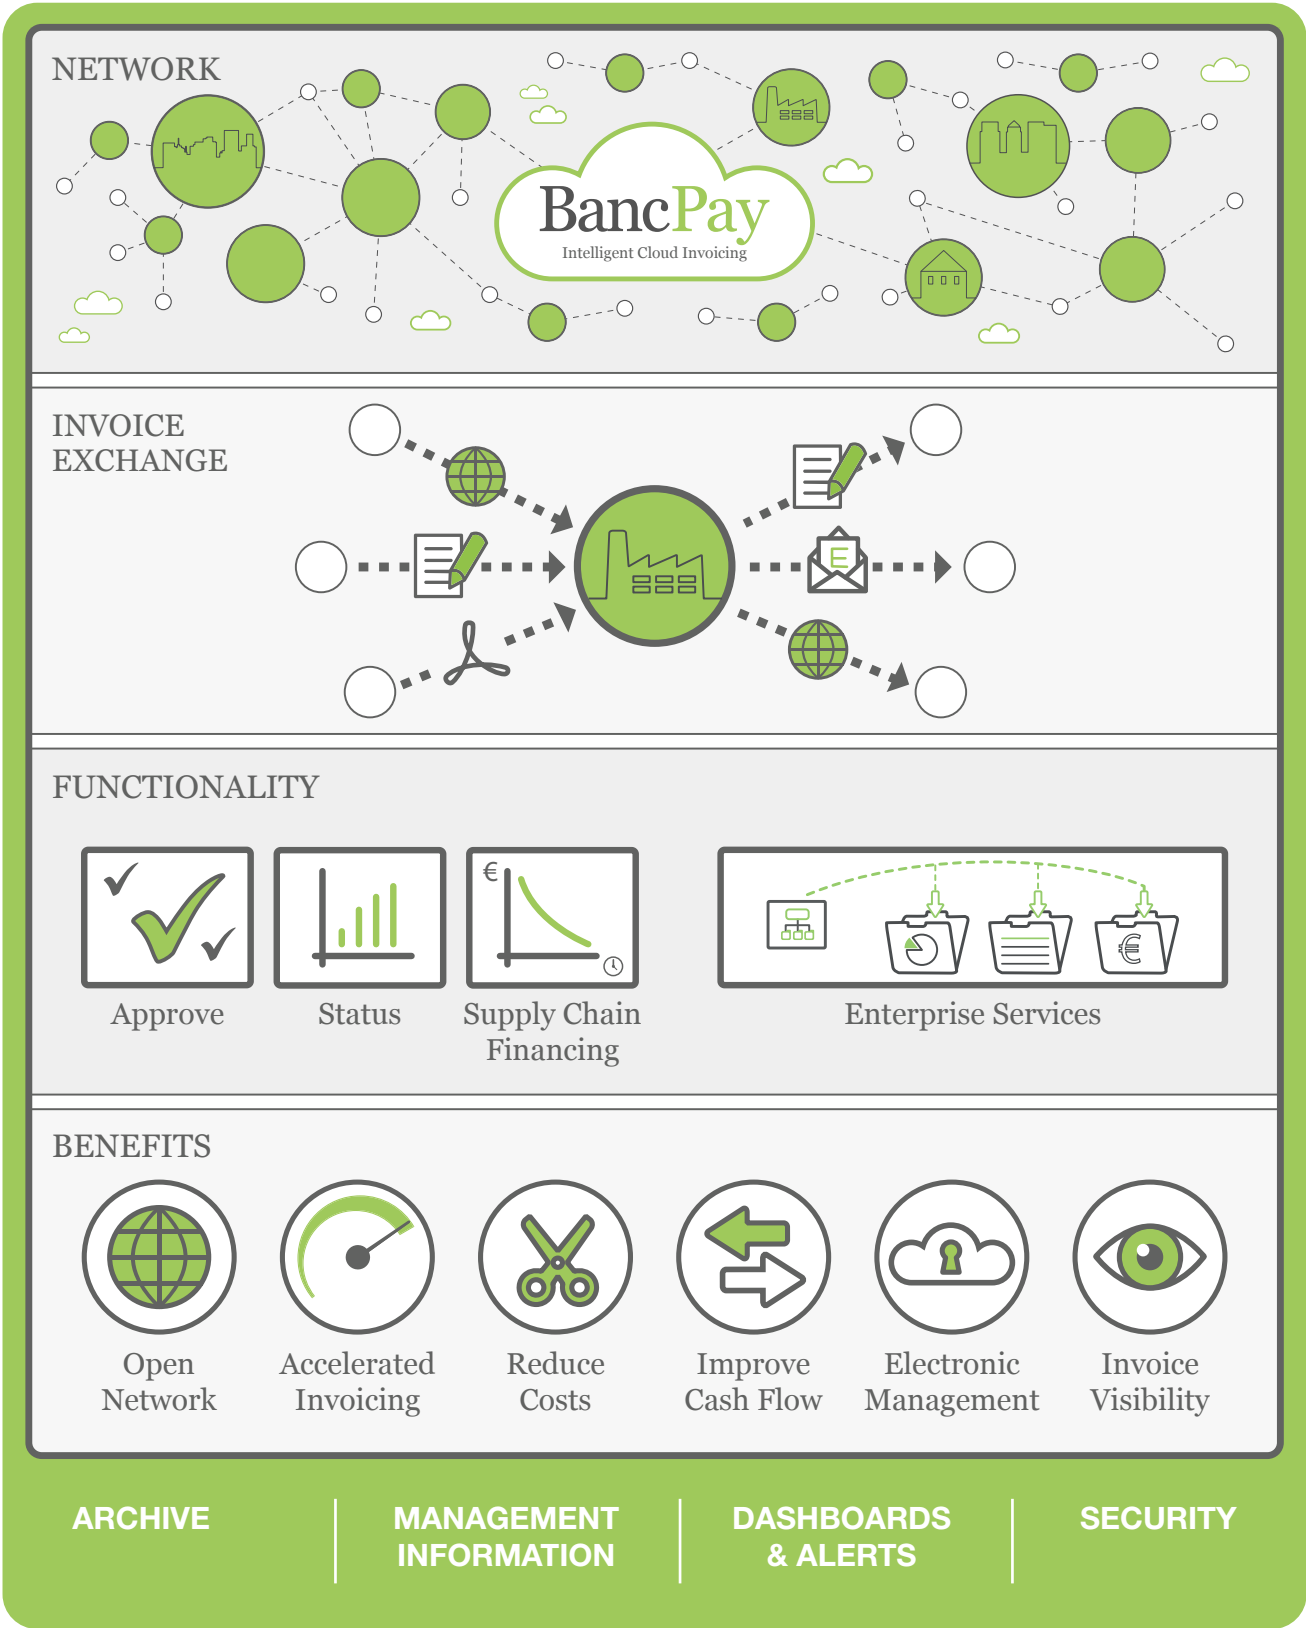 NETWORK
BancPay
Intelligent Cloud Invoicing
INVOICE
EXCHANGE
E
FUNCTIONALITY
€
€
Approve
Status
Supply Chain
Financing
Enterprise Services
BENEFITS
Open
Network
Accelerated
Invoicing
Reduce
Costs
Improve
Cash Flow
Electronic
Management
Invoice
Visibility
ARCHIVE
MANAGEMENT
INFORMATION
DASHBOARDS
& ALERTS
SECURITY